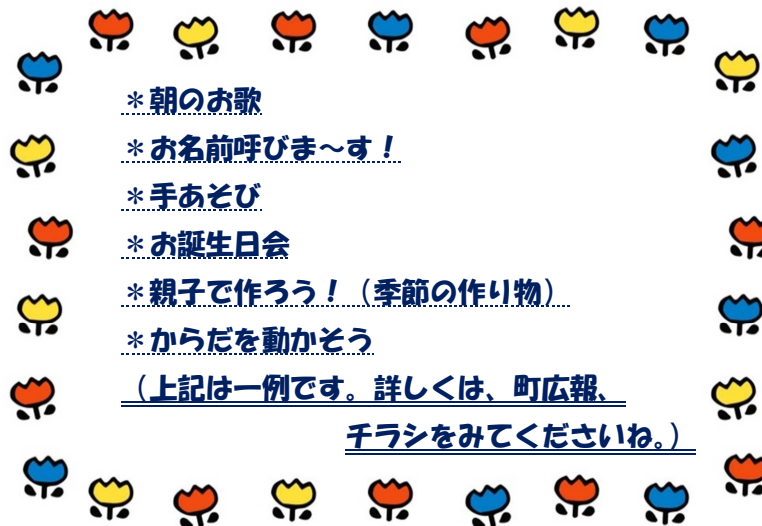 ＊朝のお歌
＊お名前呼びま～す！
＊手あそび
＊お誕生日会
＊親子で作ろう！（季節の作り物）
＊からだを動かそう
（上記は一例です。詳しくは、町広報、
チラシをみてくださいね。）